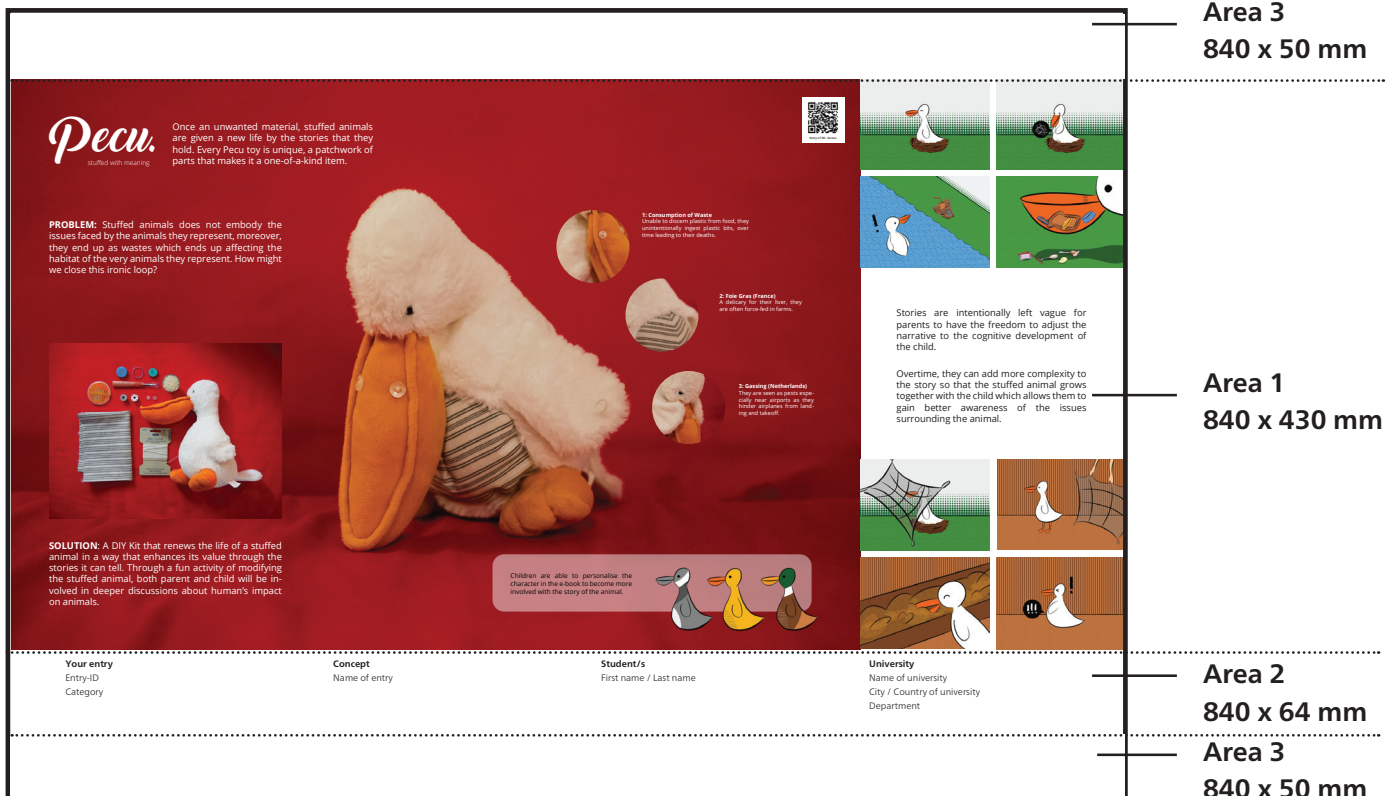 Area 3
840 x 50 mm
Pecu.
stuffed with meaning
Once an unwanted material, stuffed animals
are given a new life by the stories that they
hold. Every Pecu toy is unique, a patchwork of
parts that makes it a one-of-a-kind item.
PROBLEM: Stuffed animals does not embody the
issues faced by the animals they represent, moreover,
they end up as wastes which ends up affecting the
habitat of the very animals they represent. How might
we close this ironic loop?
1: Consumption of Waste
Unable to discern plastic from food, they
unintentionally ingest plastic bits, over
time leading to their deaths.
2: Foie Gras (France)
A delicary for their liver, they
are often force-fed in farms.
3: Gassing (Netherlands)
They are seen as pests espe-
cially near airports as they
hinder airplanes from land-
ing and takeoff.
SOLUTION: A DIY Kit that renews the life of a stuffed
animal in a way that enhances its value through the
stories it can tell. Through a fun activity of modifying
the stuffed animal, both parent and child will be in-
volved in deeper discussions about human's impact
on animals.
Children are able to personalise the
character in the e-book to become more
involved with the story of the animal.
!
Stories are intentionally left vague for
parents to have the freedom to adjust the
narrative to the cognitive development of
the child.
Overtime, they can add more complexity to
the story so that the stuffed animal grows
together with the child which allows them to
gain better awareness of the issues
surrounding the animal.
!
!!!
Area 1
840 x 430 mm
Your entry
Entry-ID
Category
Concept
Name of entry
Student/s
First name / Last name
University
Name of university
City / Country of university
Department
Area 2
840 x 64 mm
Area 3
840 x 50 mm